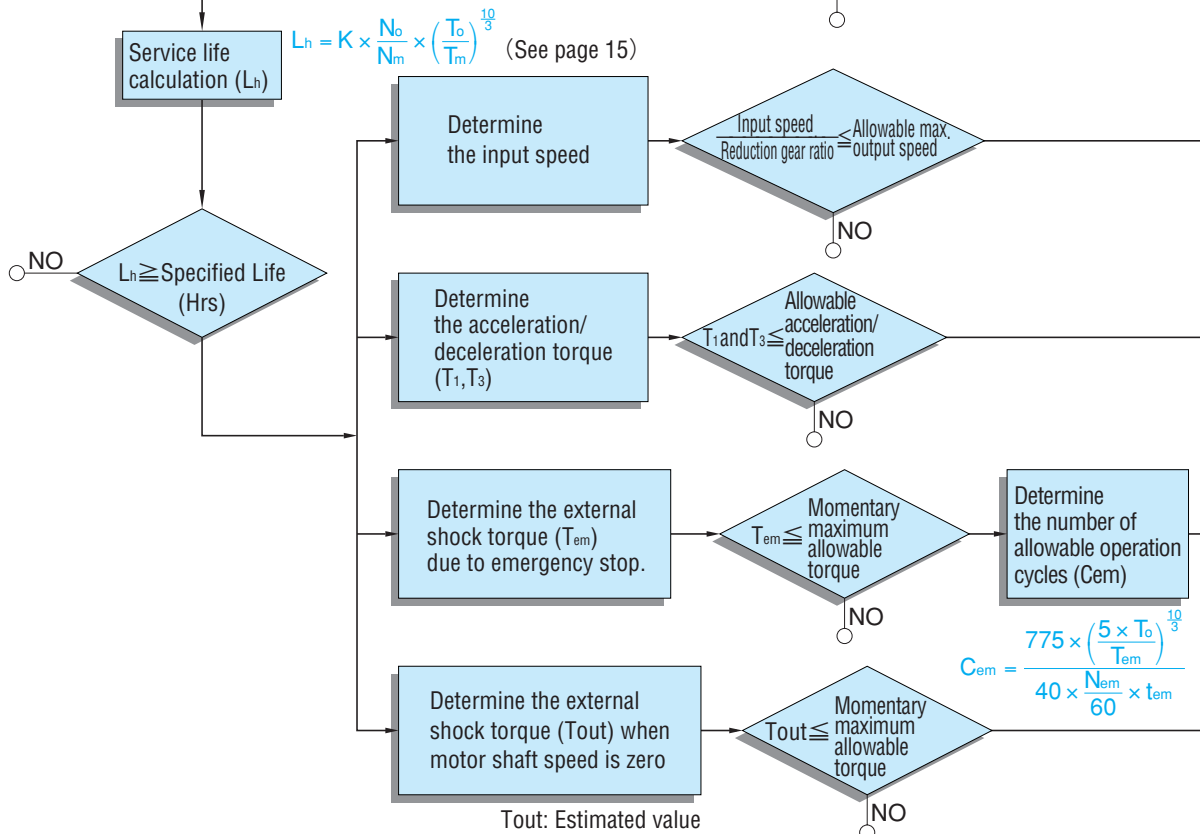 Service life
calculation (Lh)
Lh = K × No/Nm × (To/Tm)^10/3 (See page 15)
Determine
the input speed
Input speed
Reduction gear ratio
≦
Allowable max.
output speed
NO
NO
Lh≧Specified Life
(Hrs)
Determine
the acceleration/
deceleration torque
(T1,T3)
T1 and T3≦
Allowable
acceleration/
deceleration
torque
NO
Determine the external
shock torque (Tem)
due to emergency stop.
Tem≦
Momentary
maximum
allowable
torque
NO
Determine
the number of
allowable operation
cycles (Cem)
Cem = 775 × (5 × To/Tem)^10/3 / 40 × Nem/60 × tem
Determine the external
shock torque (Tout) when
motor shaft speed is zero
Tout≦
Momentary
maximum
allowable
torque
NO
Tout: Estimated value